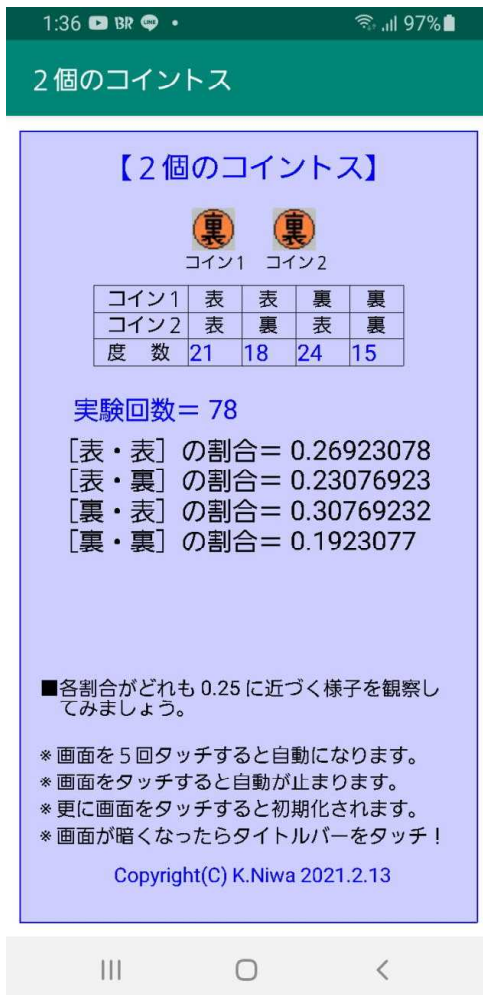 1:36 BR LINE • 97%
２個のコイントス
【２個のコイントス】
裏 裏
コイン1 コイン2
コイン1 表 表 裏 裏
コイン2 表 裏 表 裏
度 数 21 18 24 15
実験回数＝ 78
［表・表］の割合＝ 0.26923078
［表・裏］の割合＝ 0.23076923
［裏・表］の割合＝ 0.30769232
［裏・裏］の割合＝ 0.1923077
■各割合がどれも 0.25 に近づく様子を観察し
てみましょう。
※画面を５回タッチすると自動になります。
※画面をタッチすると自動が止まります。
※更に画面をタッチすると初期化されます。
※画面が暗くなったらタイトルバーをタッチ！
Copyright(C) K.Niwa 2021.2.13